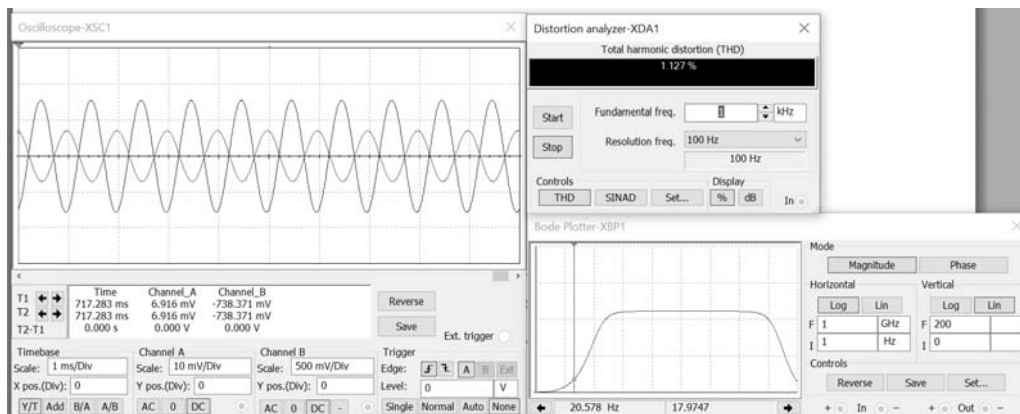 Oscilloscope-XSC1
Time Channel_A Channel_B
T1 717.283 ms 6.916 mV -738.371 mV
T2 717.283 ms 6.916 mV -738.371 mV
T2-T1 0.000 s 0.000 V 0.000 V
Reverse
Save
Ext. trigger
Timebase
Scale: 1 ms/Div
X pos.(Div): 0
Y/T Add B/A A/B
Channel A
Scale: 10 mV/Div
Y pos.(Div): 0
AC 0 DC
Channel B
Scale: 500 mV/Div
Y pos.(Div): 0
AC 0 DC -
Trigger
Edge: A B Ext
Level: 0 V
Single Normal Auto None
Distortion analyzer-XDA1
Total harmonic distortion (THD)
1.127 %
Start
Stop
Fundamental freq. 1 kHz
Resolution freq. 100 Hz
100 Hz
Controls
THD SINAD Set...
Display
% dB
In
Bode Plotter-XBP1
20.578 Hz 17.9747
Mode
Magnitude Phase
Horizontal
Log Lin
F 1 GHz
I 1 Hz
Vertical
Log Lin
F 200
I 0
Controls
Reverse Save Set...
+ In - + Out -